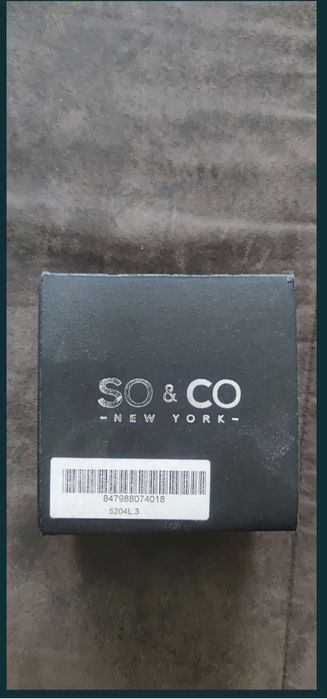 SO & CO
-NEW YORK-
847988074018
5204L.3